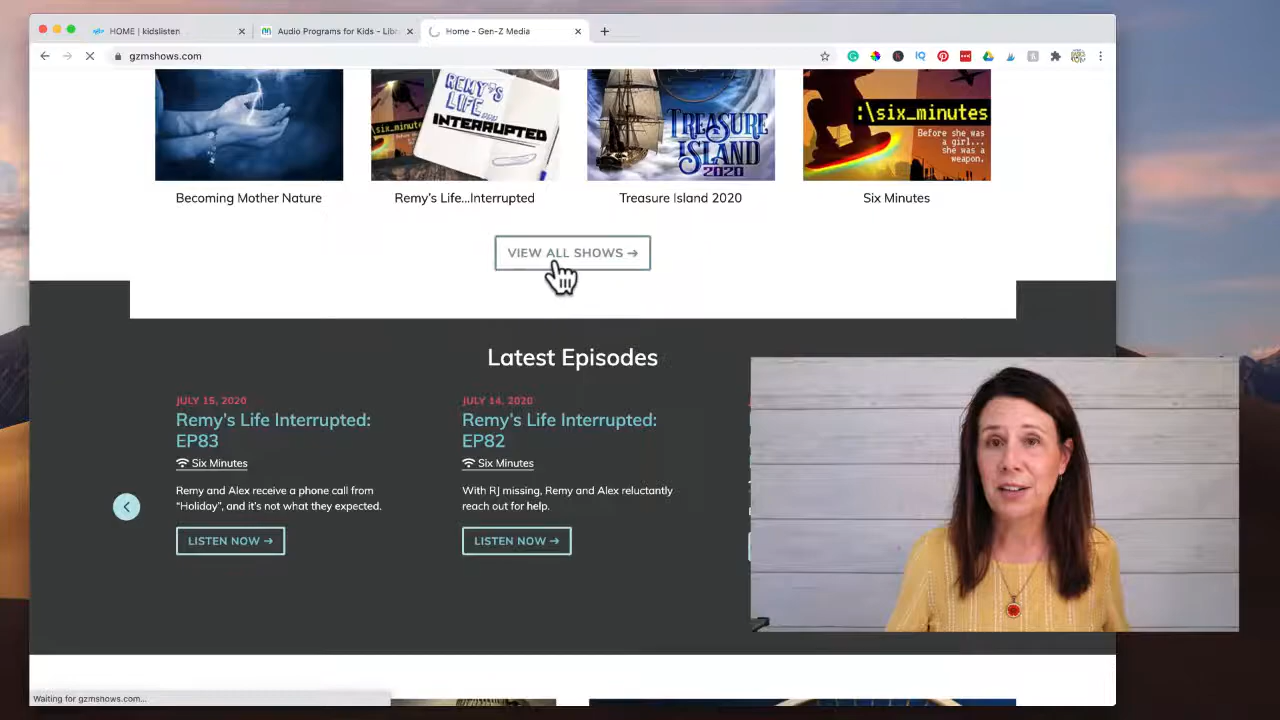 HOME | kidslisten
Audio Programs for Kids - Libr
Home - Gen-Z Media
gzmshows.com
REMY'S LIFE INTERRUPTED
TREASURE ISLAND 2020
:\six_minutes
Before she was
a girl...
she was a
weapon.
Becoming Mother Nature
Remy's Life...Interrupted
Treasure Island 2020
Six Minutes
VIEW ALL SHOWS →
Latest Episodes
JULY 15, 2020
Remy's Life Interrupted:
EP83
Six Minutes
Remy and Alex receive a phone call from
“Holiday”, and it's not what they expected.
LISTEN NOW →
JULY 14, 2020
Remy's Life Interrupted:
EP82
Six Minutes
With RJ missing, Remy and Alex reluctantly
reach out for help.
LISTEN NOW →
Waiting for gzmshows.com...